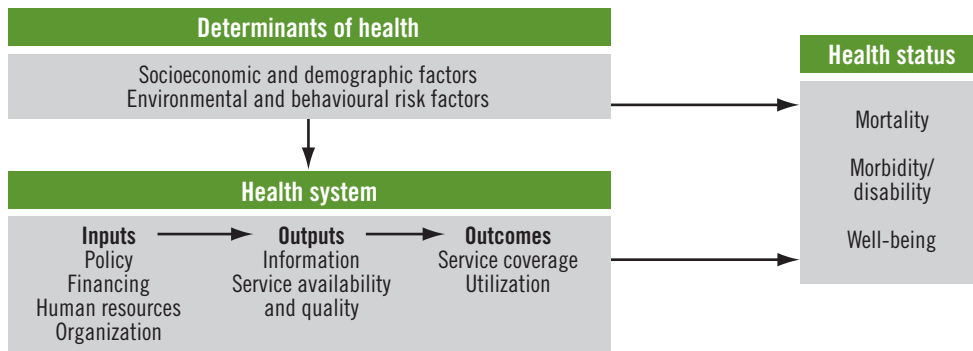 Determinants of health
Socioeconomic and demographic factors
Environmental and behavioural risk factors
Health status
Mortality
Morbidity/
disability
Well-being
Health system
Inputs
Policy
Financing
Human resources
Organization
Outputs
Information
Service availability
and quality
Outcomes
Service coverage
Utilization